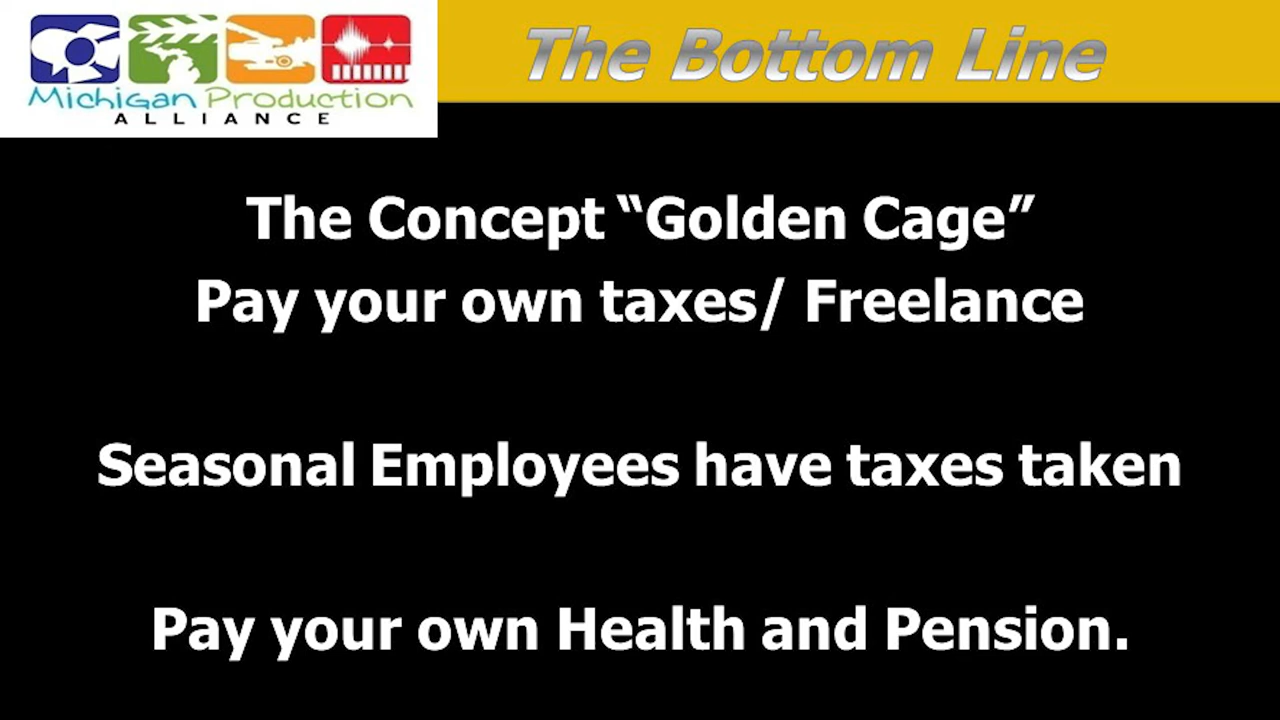 Michigan Production
ALLIANCE
The Bottom Line
The Concept “Golden Cage”
Pay your own taxes/ Freelance
Seasonal Employees have taxes taken
Pay your own Health and Pension.